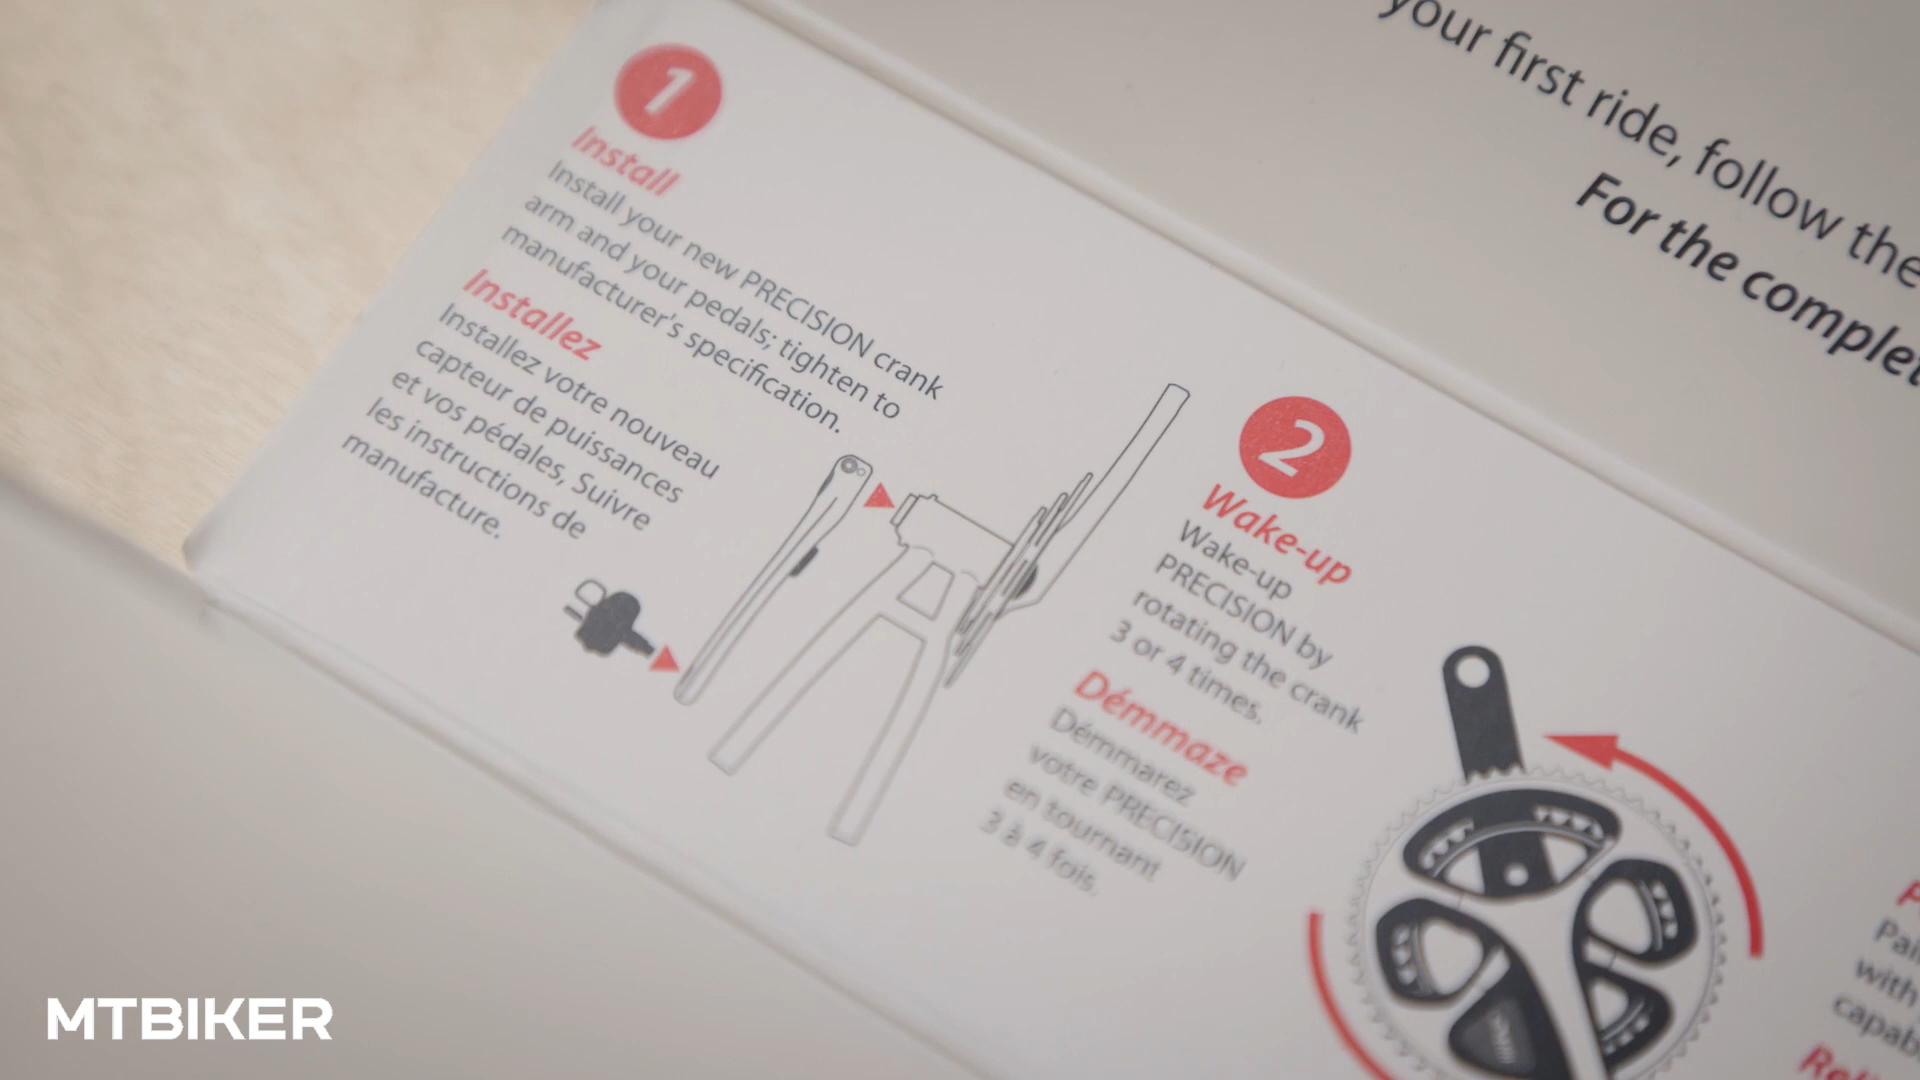 your first ride, follow the
For the
1
Install
Install your new PRECISION crank
arm and your pedals; tighten to
manufacturer's specification.
Installez
Installez votre nouveau
capteur de puissances
et vos pédales, Suivre
les instructions de
manufacture.
2
Wake-up
Wake-up
PRECISION by
rotating the crank
3 or 4 times.
Démmaze
Démmarez
votre PRECISION
en tournant
3 à 4 fois.
with
MTBIKER